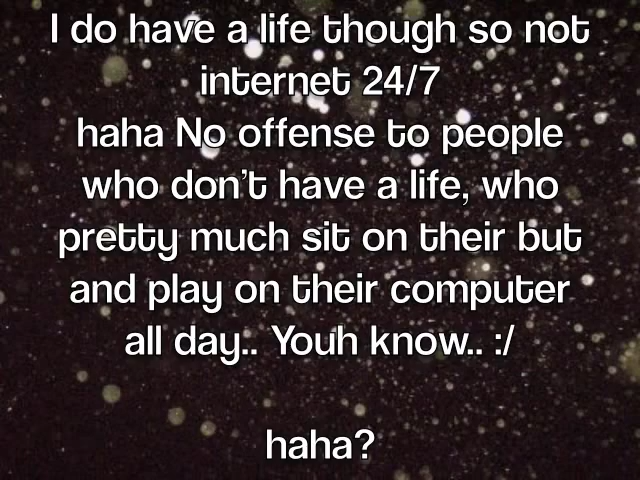 I do have a life though so not
internet 24/7
haha No offense to people
who don't have a life, who
pretty much sit on their but
and play on their computer
all day.. Youh know.. :/
haha?